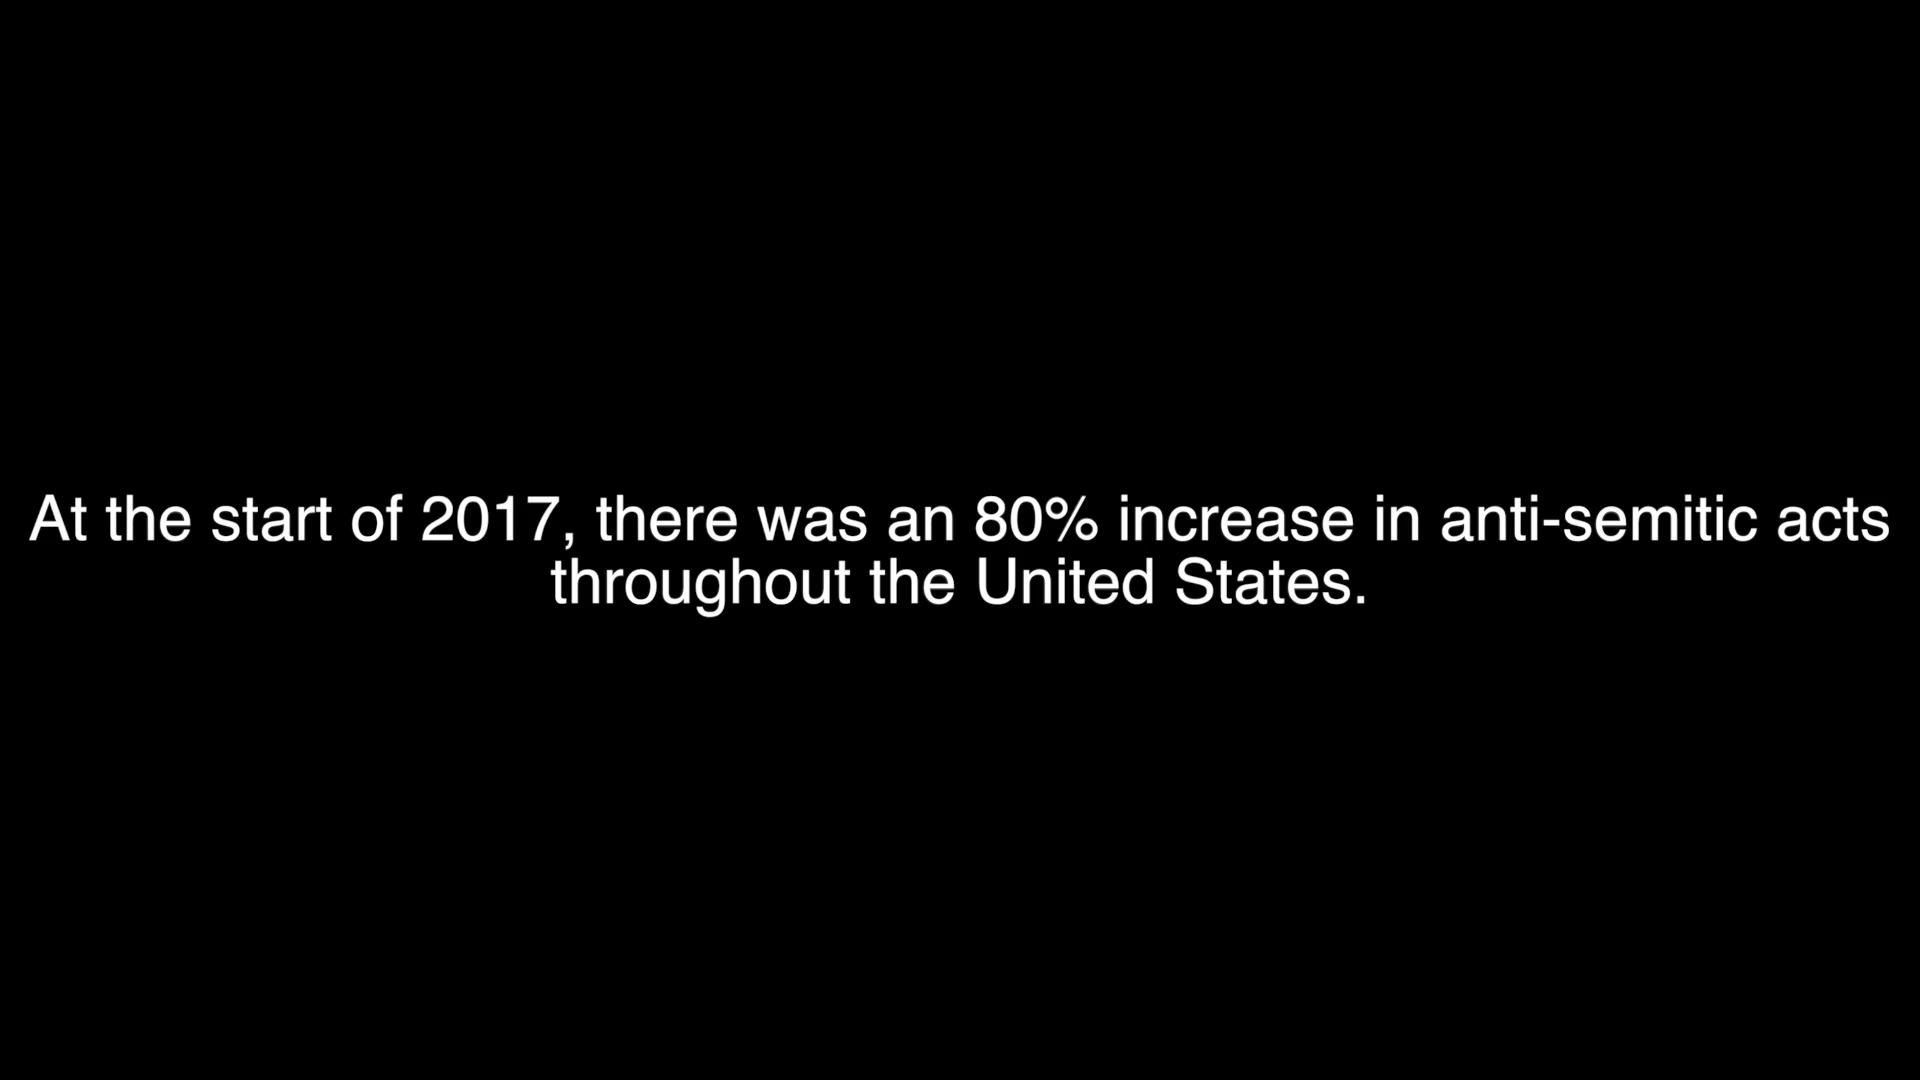 At the start of 2017, there was an 80% increase in anti-semitic acts
throughout the United States.